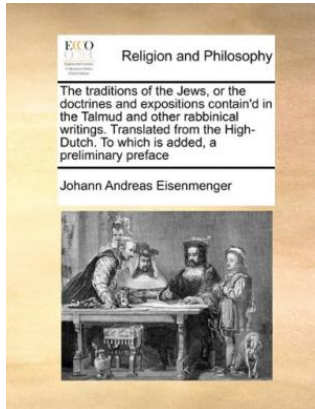 ECCO
Religion and Philosophy
The traditions of the Jews, or the
doctrines and expositions contain'd in
the Talmud and other rabbinical
writings. Translated from the High-
Dutch. To which is added, a
preliminary preface
Johann Andreas Eisenmenger